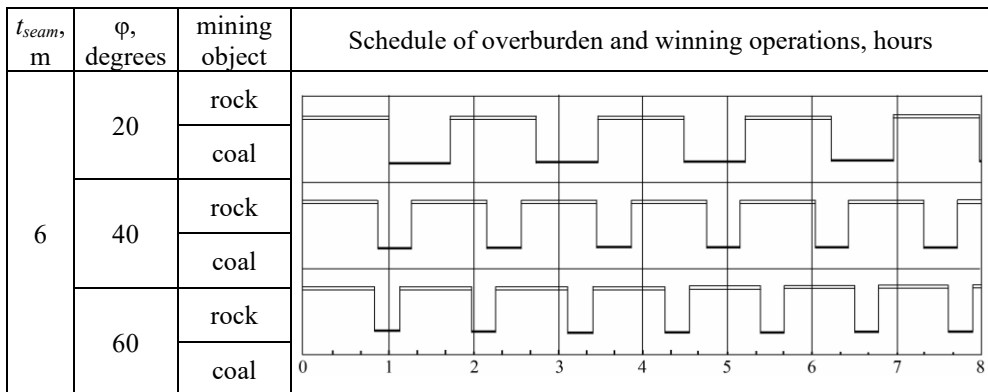 t_seam, m φ, degrees mining object Schedule of overburden and winning operations, hours
6 20 rock
coal
40 rock
coal
60 rock
coal
0 1 2 3 4 5 6 7 8